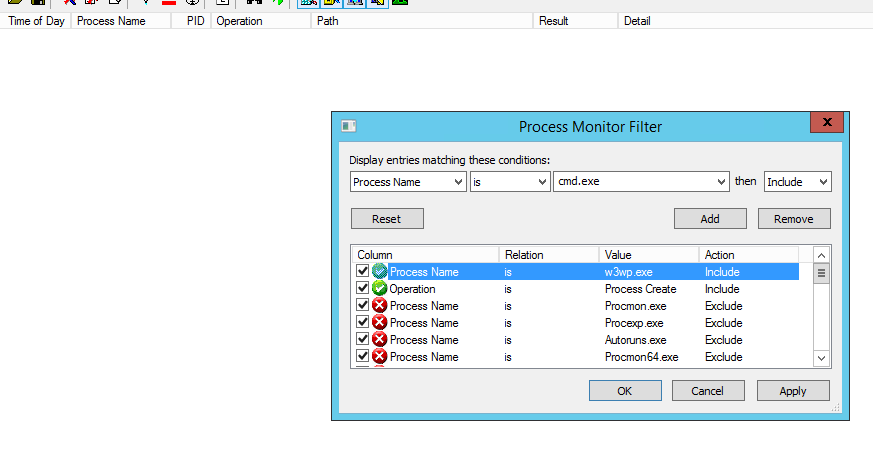 Time of Day Process Name PID Operation Path Result Detail
Process Monitor Filter
x
Display entries matching these conditions:
Process Name is cmd.exe then Include
Reset Add Remove
Column Relation Value Action
Process Name is w3wp.exe Include
Operation is Process Create Include
Process Name is Procmon.exe Exclude
Process Name is Procexp.exe Exclude
Process Name is Autoruns.exe Exclude
Process Name is Procmon64.exe Exclude
OK Cancel Apply